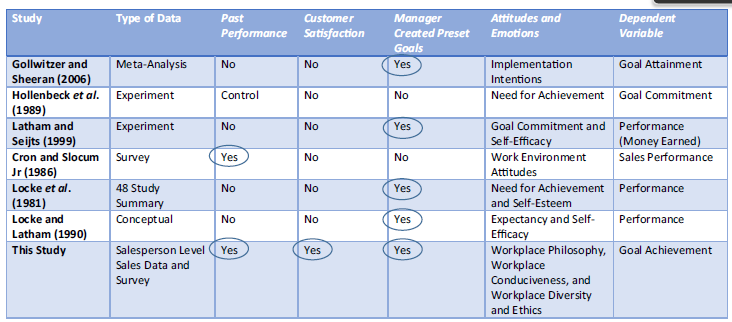 Study Type of Data Past Performance Customer Satisfaction Manager Created Preset Goals Attitudes and Emotions Dependent Variable
Gollwitzer and Sheeran (2006) Meta-Analysis No No Yes Implementation Intentions Goal Attainment
Hollenbeck et al. (1989) Experiment Control No No Need for Achievement Goal Commitment
Latham and Seijts (1999) Experiment No No Yes Goal Commitment and Self-Efficacy Performance (Money Earned)
Cron and Slocum Jr (1986) Survey Yes No No Work Environment Attitudes Sales Performance
Locke et al. (1981) 48 Study Summary No No Yes Need for Achievement and Self-Esteem Performance
Locke and Latham (1990) Conceptual No No Yes Expectancy and Self-Efficacy Performance
This Study Salesperson Level Sales Data and Survey Yes Yes Yes Workplace Philosophy, Workplace Conduciveness, and Workplace Diversity and Ethics Goal Achievement